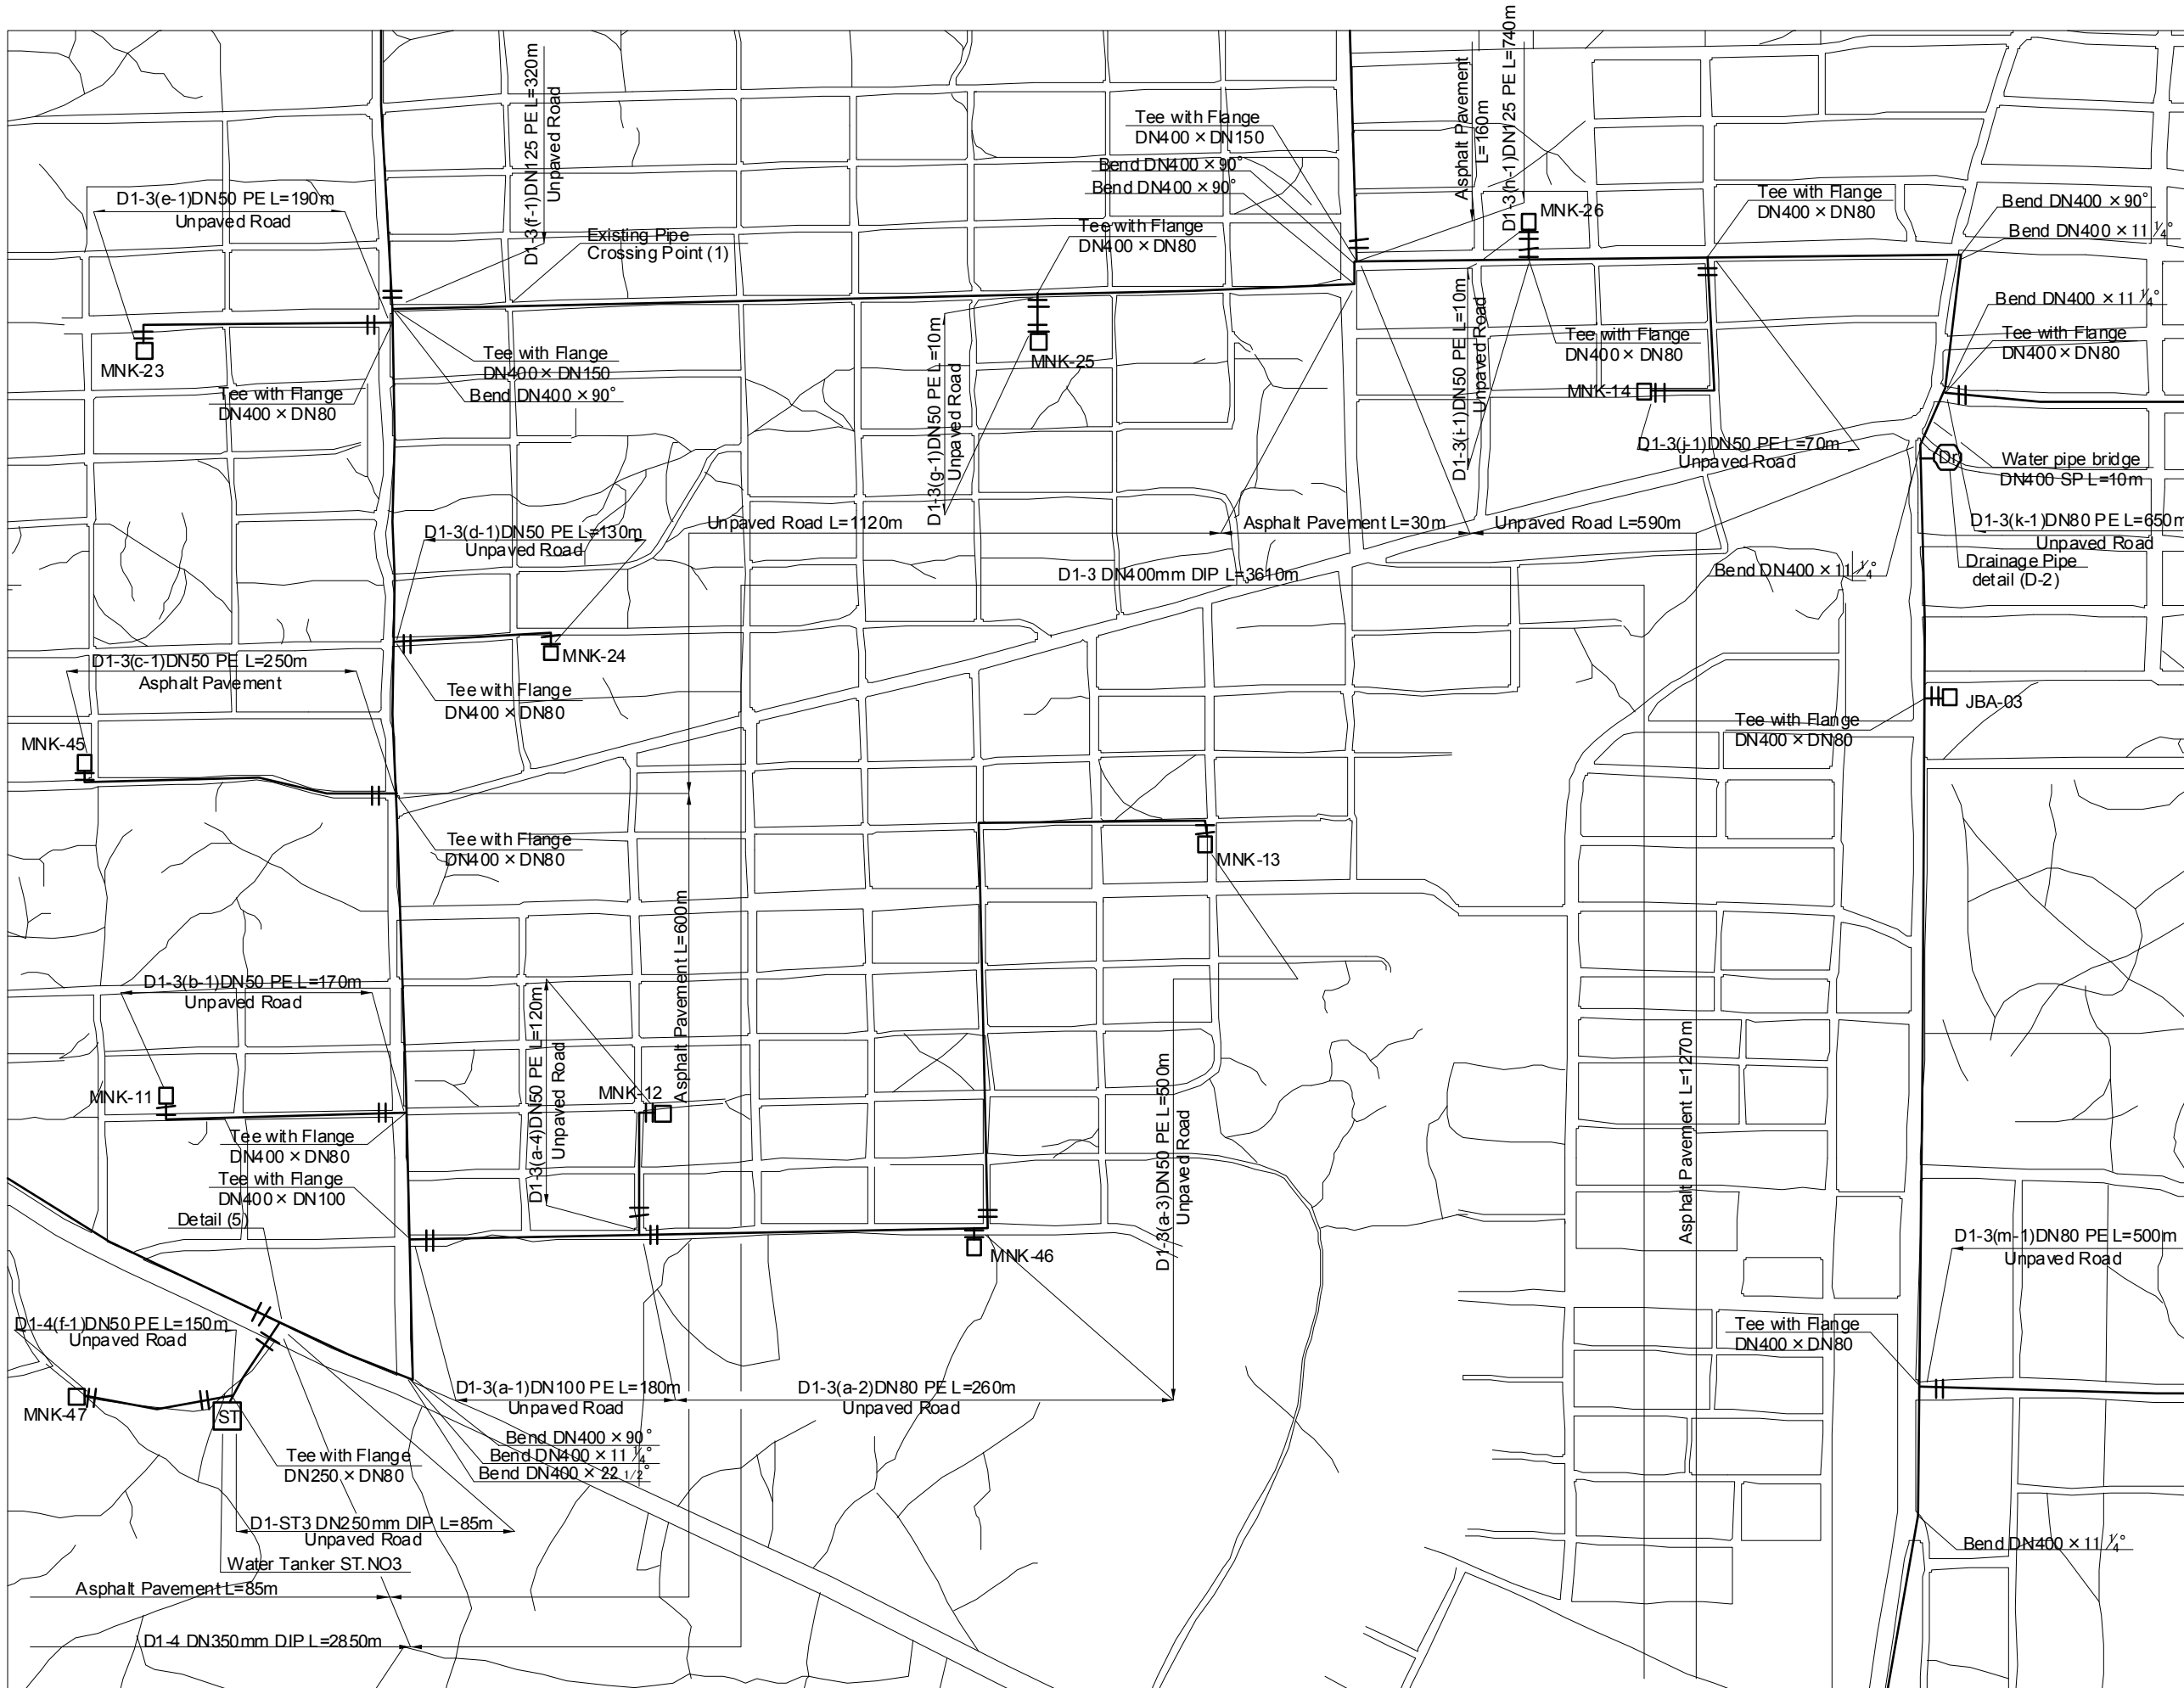 D1-3(f-1)DN125 PE L=320m
Unpaved Road
Asphalt Pavement
L=160m
D1-3(h-1)DN125 PE L=740m
Tee with Flange
DN400 × DN150
Bend DN400 × 90°
Bend DN400 × 90°
D1-3(e-1)DN50 PE L=190m
Unpaved Road
Existing Pipe
Crossing Point (1)
Tee with Flange
DN400 × DN80
MNK-26
Tee with Flange
DN400 × DN80
Bend DN400 × 90°
Bend DN400 × 11 1/4°
Bend DN400 × 11 1/4°
Tee with Flange
DN400 × DN80
MNK-23
Tee with Flange
DN400 × DN150
Bend DN400 × 90°
Tee with Flange
DN400 × DN80
D1-3(g-1)DN50 PE L=10m
Unpaved Road
MNK-25
D1-3(i-1)DN50 PE L=10m
Unpaved Road
Tee with Flange
DN400 × DN80
MNK-14
D1-3(j-1)DN50 PE L=70m
Unpaved Road
Dr
Water pipe bridge
DN400 SP L=10m
D1-3(k-1)DN80 PE L=650m
Unpaved Road
Drainage Pipe
detail (D-2)
D1-3(d-1)DN50 PE L=130m
Unpaved Road
Unpaved Road L=1120m
Asphalt Pavement L=30m
Unpaved Road L=590m
D1-3 DN400mm DIP L=3610m
Bend DN400 × 11 1/4°
MNK-24
D1-3(c-1)DN50 PE L=250m
Asphalt Pavement
Tee with Flange
DN400 × DN80
JBA-03
Tee with Flange
DN400 × DN80
MNK-45
Tee with Flange
DN400 × DN80
MNK-13
Asphalt Pavement L=600m
D1-3(b-1)DN50 PE L=170m
Unpaved Road
D1-3(a-4)DN50 PE L=120m
Unpaved Road
MNK-11
MNK-12
D1-3(a-3)DN50 PE L=500m
Unpaved Road
Asphalt Pavement L=1270m
Tee with Flange
DN400 × DN80
Tee with Flange
DN400 × DN100
Detail (5)
MNK-46
D1-3(m-1)DN80 PE L=500m
Unpaved Road
D1-4(f-1)DN50 PE L=150m
Unpaved Road
Tee with Flange
DN400 × DN80
MNK-47
ST
D1-3(a-1)DN100 PE L=180m
Unpaved Road
D1-3(a-2)DN80 PE L=260m
Unpaved Road
Bend DN400 × 90°
Bend DN400 × 11 1/4°
Bend DN400 × 22 1/2°
Tee with Flange
DN250 × DN80
D1-ST3 DN250mm DIP L=85m
Unpaved Road
Water Tanker ST.NO3
Bend DN400 × 11 1/4°
Asphalt Pavement L=85m
D1-4 DN350mm DIP L=2850m